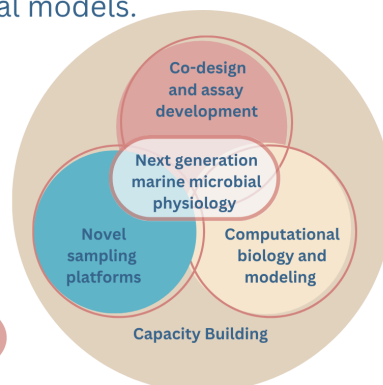 al models.
Co-design
and assay
development
Next generation
marine microbial
physiology
Novel
sampling
platforms
Computational
biology and
modeling
Capacity Building